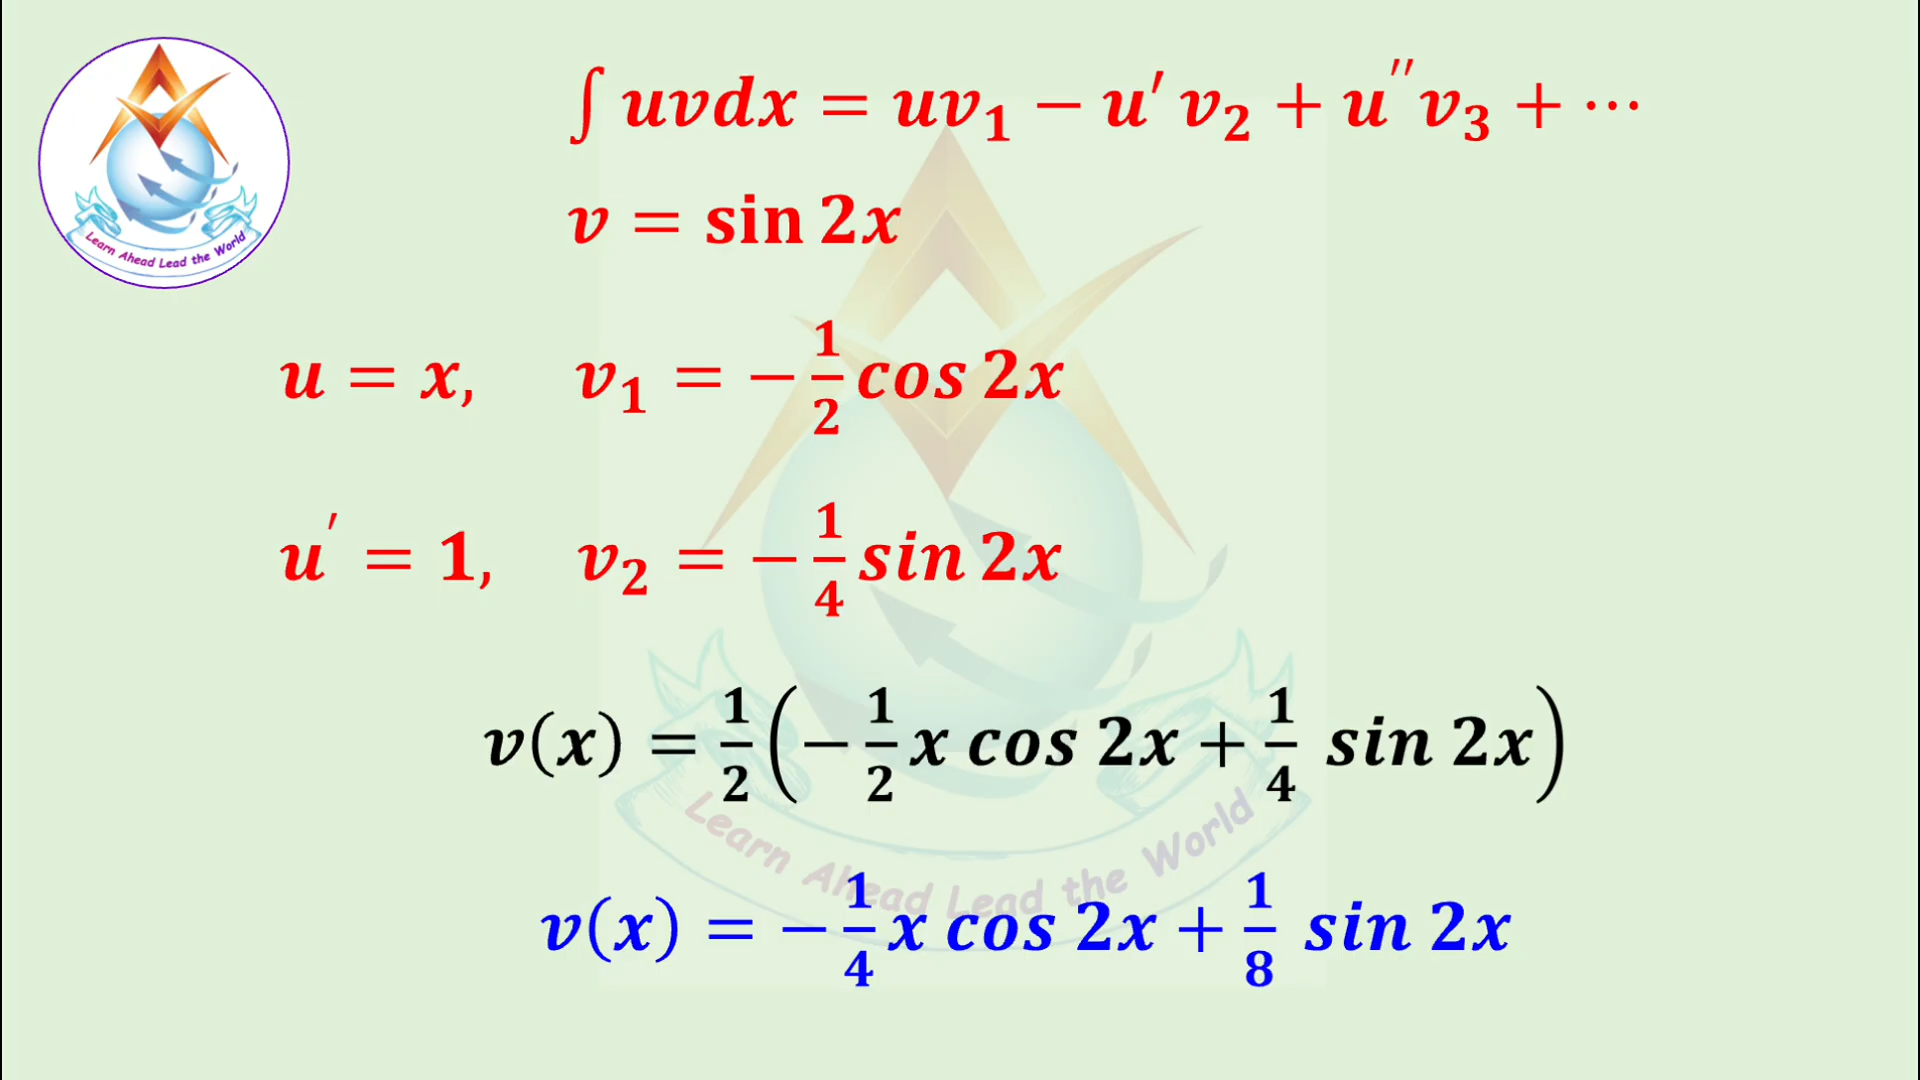 Learn Ahead Lead the World
∫ uvdx = uv₁ − u′v₂ + u″v₃ + ⋯
v = sin 2x
u = x, v₁ = −1/2 cos 2x
u′ = 1, v₂ = −1/4 sin 2x
v(x) = 1/2(−1/2 x cos 2x + 1/4 sin 2x)
Learn Ahead Lead the World
v(x) = −1/4 x cos 2x + 1/8 sin 2x